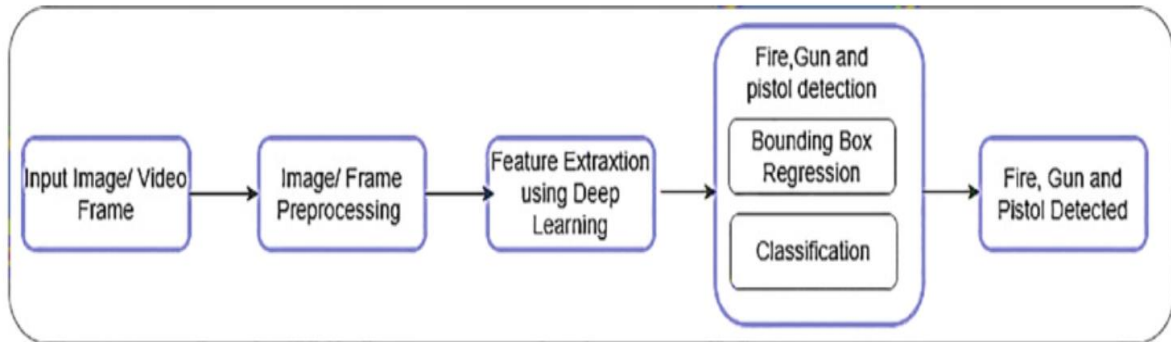 Input Image/ Video
Frame
Image/ Frame
Preprocessing
Feature Extraxtion
using Deep
Learning
Fire,Gun and
pistol detection
Bounding Box
Regression
Classification
Fire, Gun and
Pistol Detected